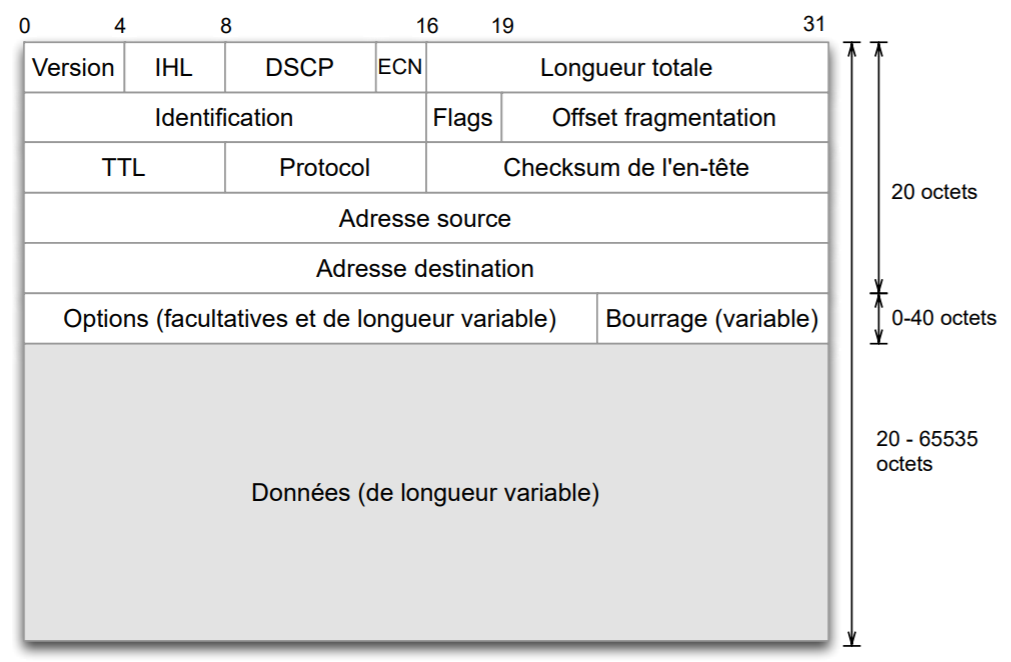 0 4 8 16 19 31
Version IHL DSCP ECN Longueur totale
Identification Flags Offset fragmentation
TTL Protocol Checksum de l'en-tête
20 octets
Adresse source
Adresse destination
Options (facultatives et de longueur variable) Bourrage (variable)
0-40 octets
20 - 65535
octets
Données (de longueur variable)